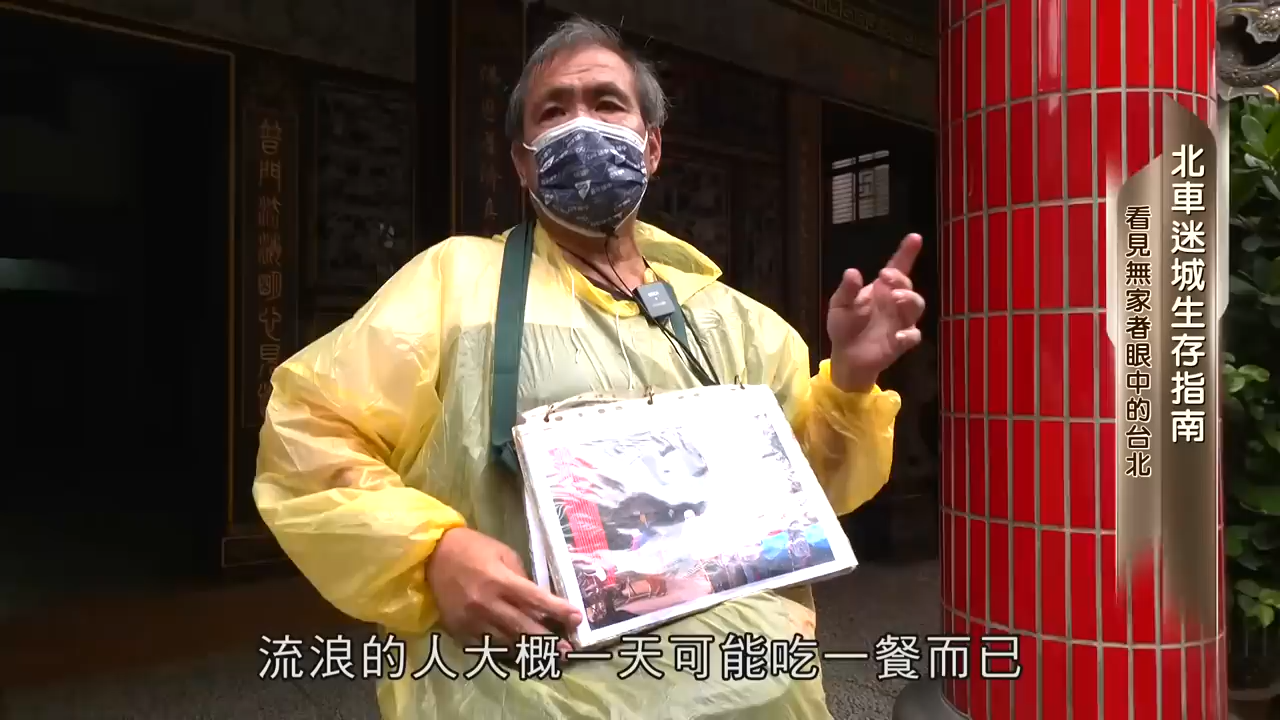 北車迷城生存指南
看見無家者眼中的台北
流浪的人大概一天可能吃一餐而已